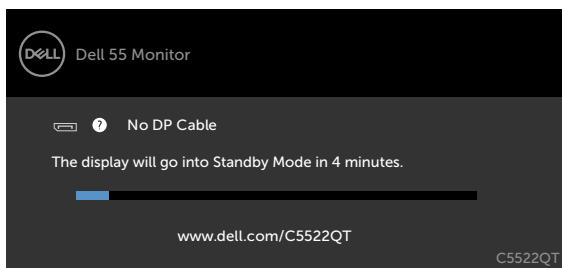 DELL Dell 55 Monitor
? No DP Cable
The display will go into Standby Mode in 4 minutes.
www.dell.com/C5522QT
C5522QT